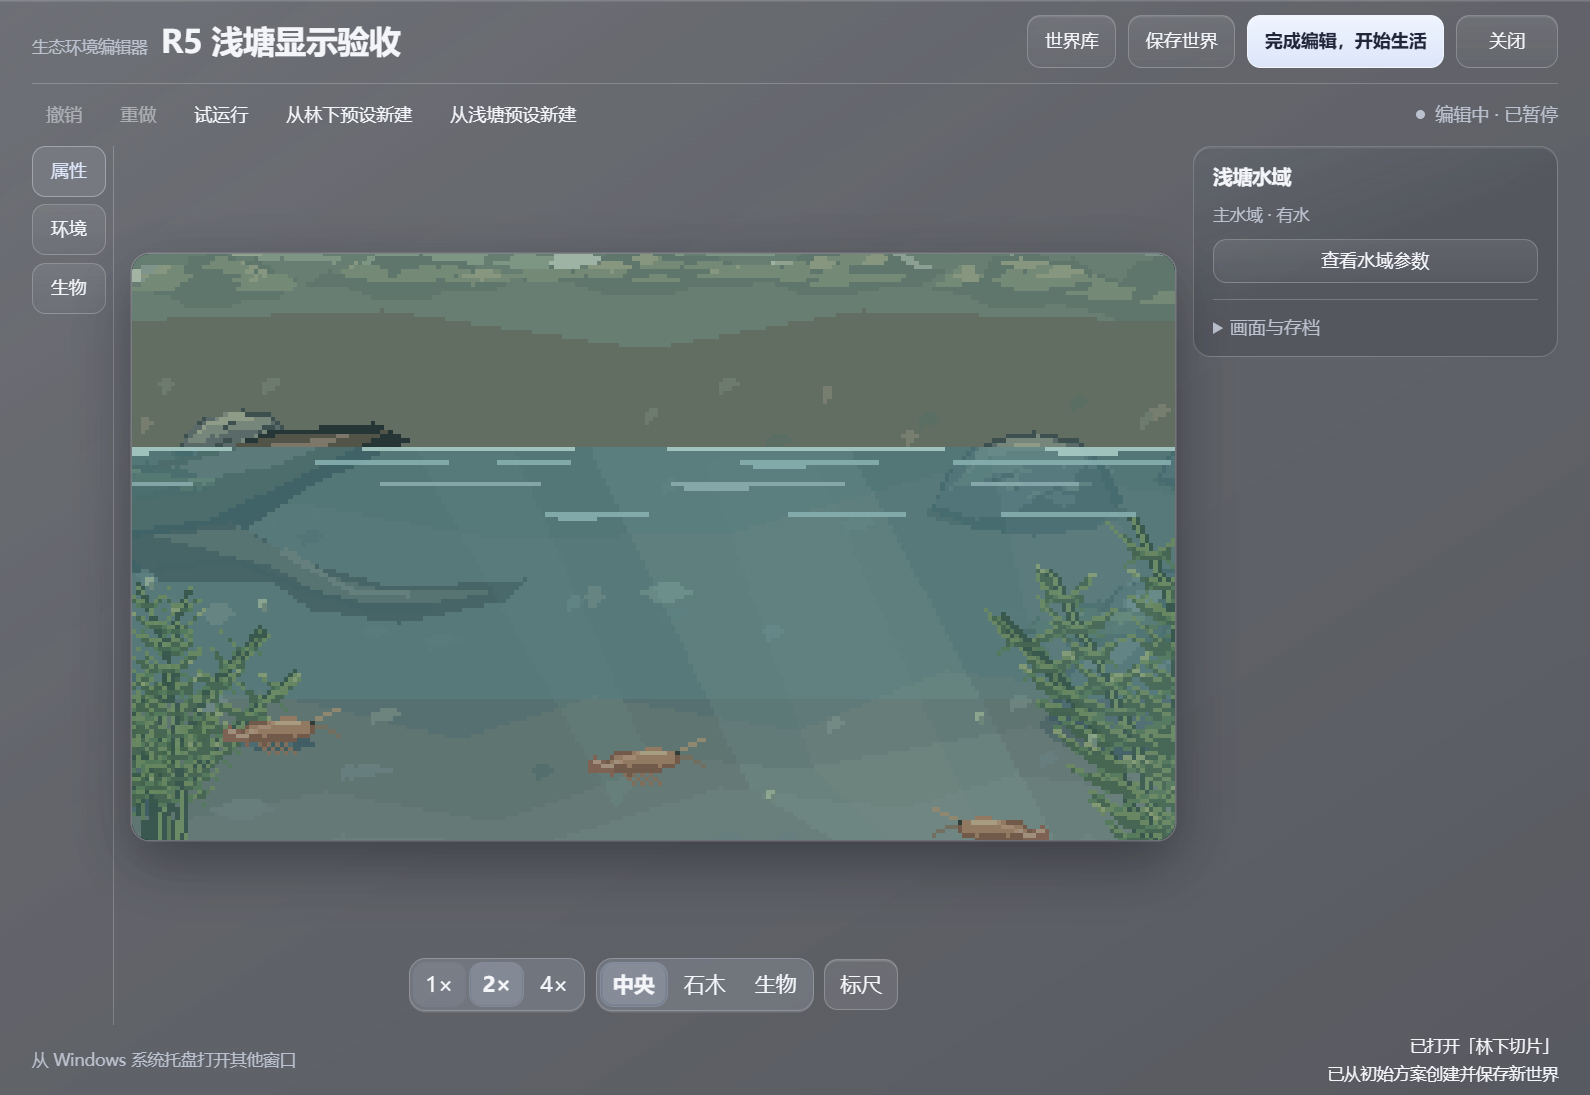 生态环境编辑器 R5 浅塘显示验收
世界库 保存世界 完成编辑，开始生活 关闭
撤销 重做 试运行 从林下预设新建 从浅塘预设新建
编辑中 · 已暂停
属性
环境
生物
浅塘水域
主水域 · 有水
查看水域参数
▶ 画面与存档
1× 2× 4× 中央 石木 生物 标尺
从 Windows 系统托盘打开其他窗口
已打开「林下切片」
已从初始方案创建并保存新世界